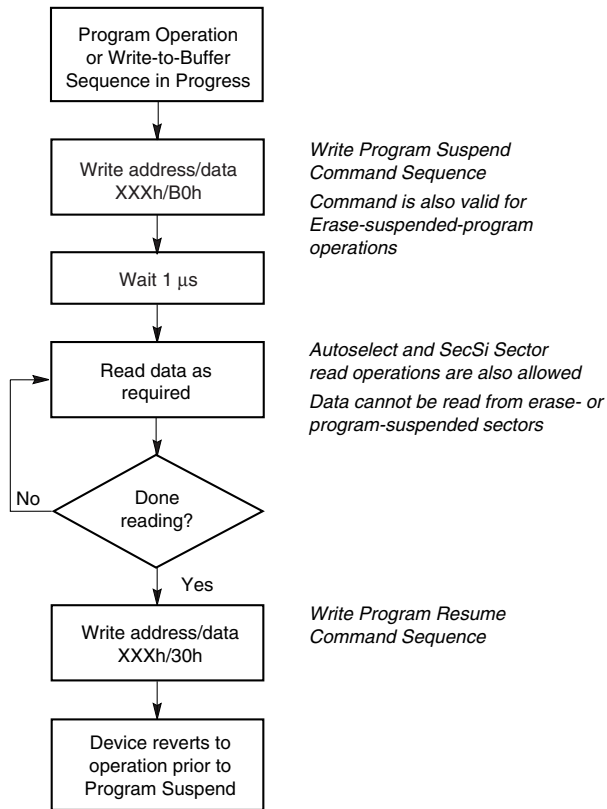 Program Operation
or Write-to-Buffer
Sequence in Progress
Write address/data
XXXh/B0h
Write Program Suspend
Command Sequence
Command is also valid for
Erase-suspended-program
operations
Wait 1 μs
Read data as
required
Autoselect and SecSi Sector
read operations are also allowed
Data cannot be read from erase- or
program-suspended sectors
No
Done
reading?
Yes
Write address/data
XXXh/30h
Write Program Resume
Command Sequence
Device reverts to
operation prior to
Program Suspend